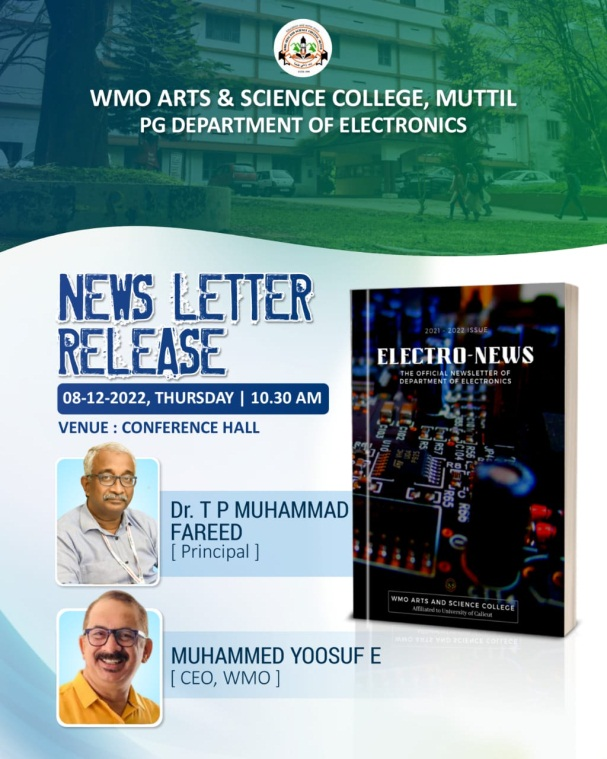 WMO ARTS & SCIENCE COLLEGE, MUTTIL
PG DEPARTMENT OF ELECTRONICS
NEWS LETTER
RELEASE
08-12-2022, THURSDAY | 10.30 AM
VENUE : CONFERENCE HALL
Dr. T P MUHAMMAD
FAREED
[ Principal ]
MUHAMMED YOOSUF E
[ CEO, WMO ]
2021 - 2022 ISSUE
ELECTRO-NEWS
THE OFFICIAL NEWSLETTER OF
DEPARTMENT OF ELECTRONICS
WMO ARTS AND SCIENCE COLLEGE
Affiliated to University of Calicut